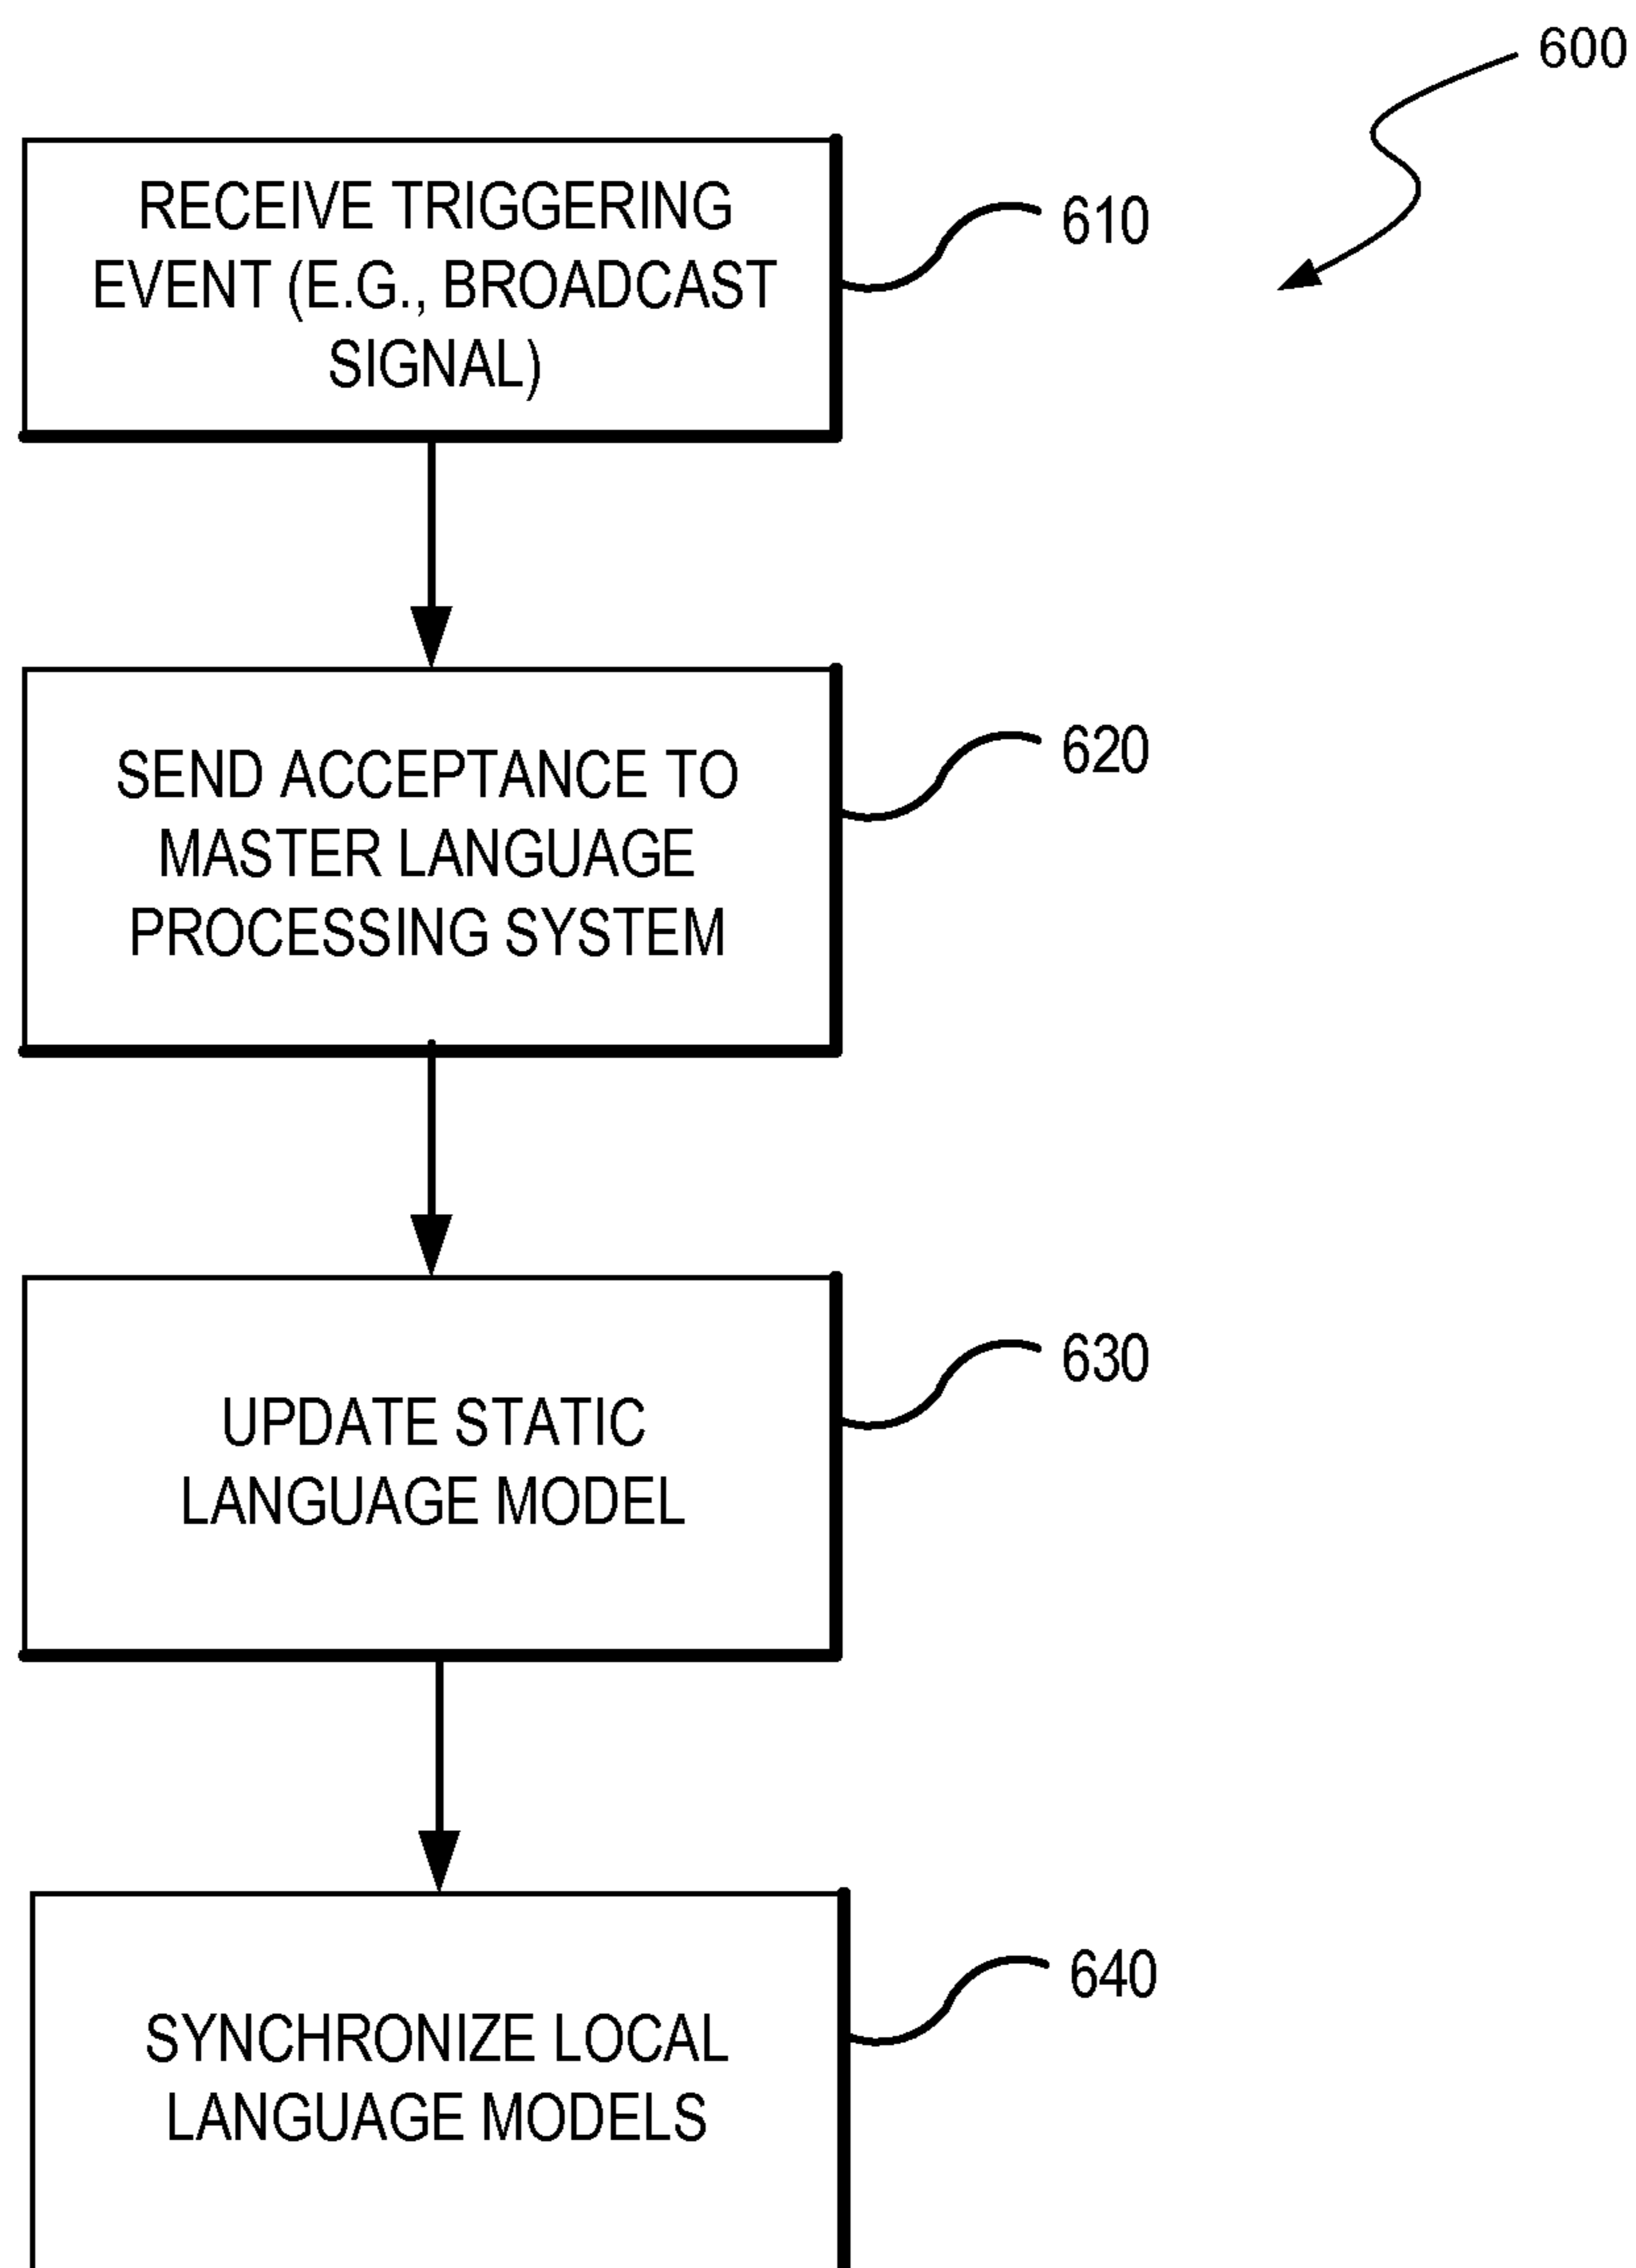 600
RECEIVE TRIGGERING
EVENT (E.G., BROADCAST
SIGNAL)
610
SEND ACCEPTANCE TO
MASTER LANGUAGE
PROCESSING SYSTEM
620
UPDATE STATIC
LANGUAGE MODEL
630
SYNCHRONIZE LOCAL
LANGUAGE MODELS
640